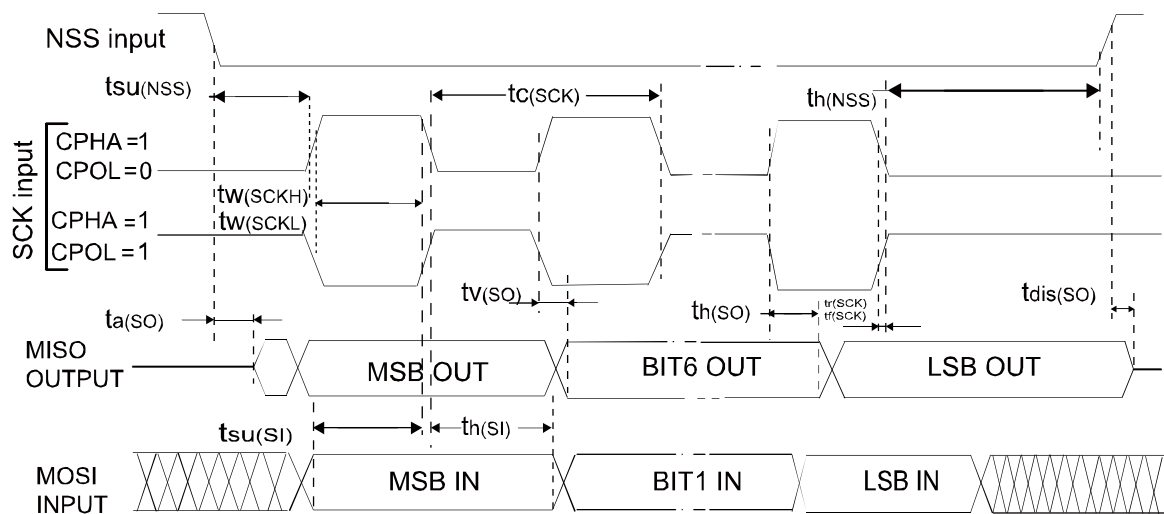 NSS input
tsu(NSS)
tc(SCK)
th(NSS)
SCK input
CPHA=1
CPOL=0
tw(SCKH)
CPHA=1
tw(SCKL)
CPOL=1
ta(SO)
tv(SO)
th(SO)
tr(SCK)
tf(SCK)
tdis(SO)
MISO
OUTPUT
MSB OUT
BIT6 OUT
LSB OUT
tsu(SI)
th(SI)
MOSI
INPUT
MSB IN
BIT1 IN
LSB IN